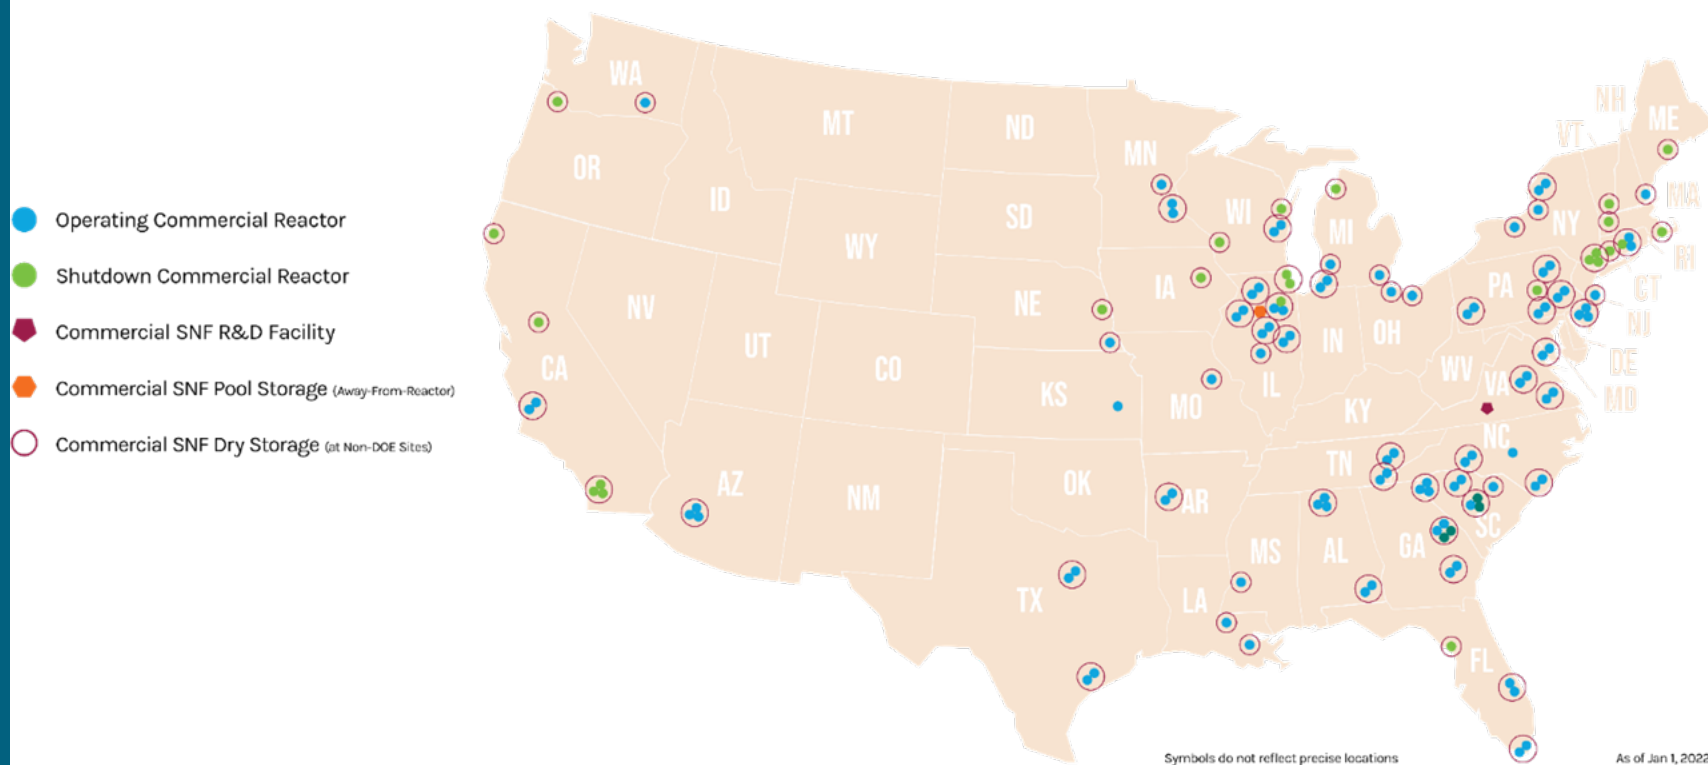 Operating Commercial Reactor
Shutdown Commercial Reactor
Commercial SNF R&D Facility
Commercial SNF Pool Storage (Away-From-Reactor)
Commercial SNF Dry Storage (at Non-DOE Sites)
WA
MT
ND
MN
OR
ID
SD
WI
MI
WY
NH
ME
VT
MA
NY
RI
NV
NE
IA
PA
CT
NJ
UT
CO
CA
KS
MO
IL
IN
OH
WV
VA
DE
MD
KY
NC
AZ
NM
OK
AR
TN
SC
MS
AL
GA
TX
LA
FL
Symbols do not reflect precise locations
As of Jan 1, 2022